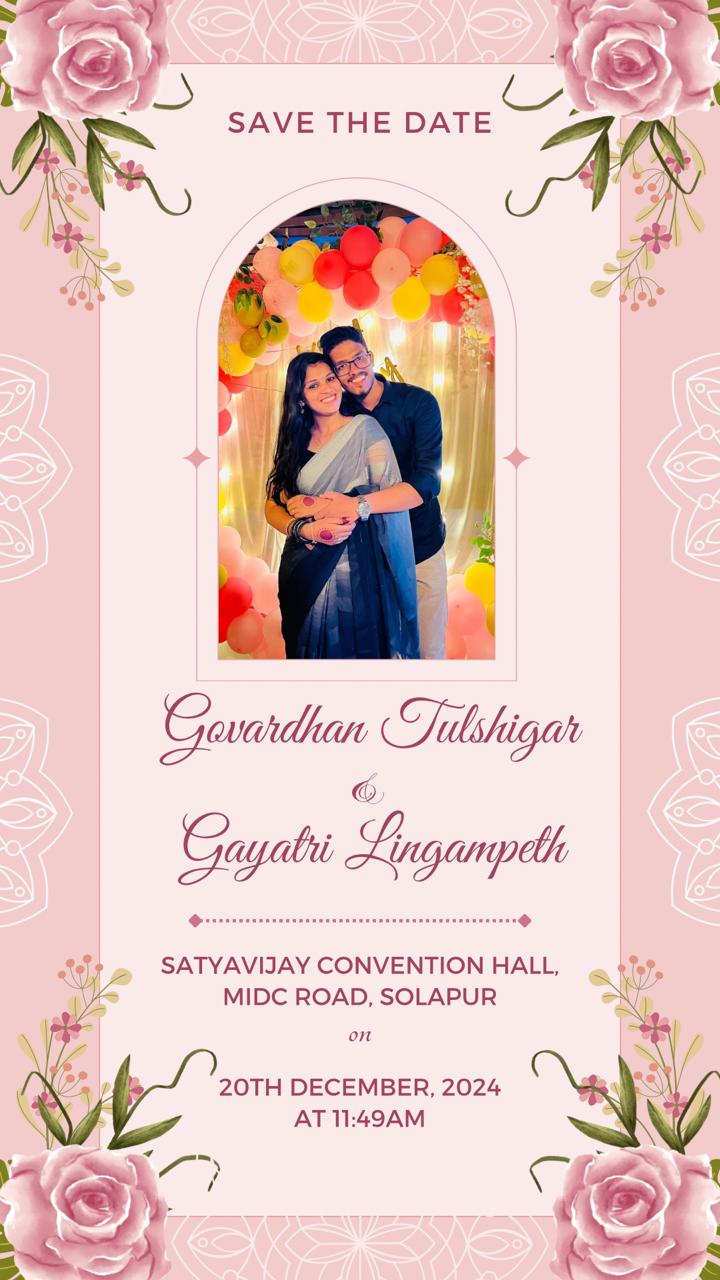 SAVE THE DATE
Govardhan Tulshigar
&
Gayatri Lingampeth
SATYAVIJAY CONVENTION HALL,
MIDC ROAD, SOLAPUR
on
20TH DECEMBER, 2024
AT 11:49AM